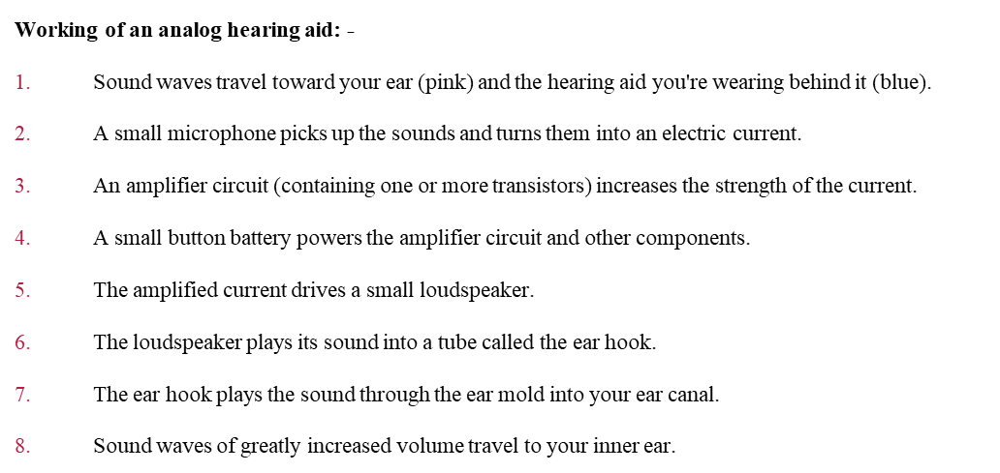 Working of an analog hearing aid: -
1. Sound waves travel toward your ear (pink) and the hearing aid you're wearing behind it (blue).
2. A small microphone picks up the sounds and turns them into an electric current.
3. An amplifier circuit (containing one or more transistors) increases the strength of the current.
4. A small button battery powers the amplifier circuit and other components.
5. The amplified current drives a small loudspeaker.
6. The loudspeaker plays its sound into a tube called the ear hook.
7. The ear hook plays the sound through the ear mold into your ear canal.
8. Sound waves of greatly increased volume travel to your inner ear.